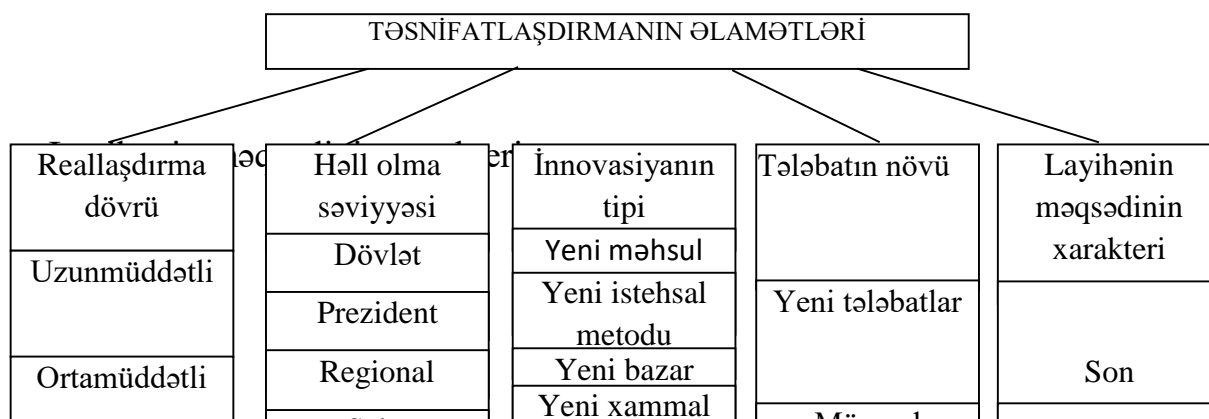 TƏSNİFATLAŞDIRMANIN ƏLAMƏTLƏRİ
Reallaşdırma
dövrü
Uzunmüddətli
Ortamüddətli
Həll olma
səviyyəsi
Dövlət
Prezident
Regional
İnnovasiyanın
tipi
Yeni məhsul
Yeni istehsal
metodu
Yeni bazar
Yeni xammal
Tələbatın növü
Yeni tələbatlar
Layihənin
məqsədinin
xarakteri
Son